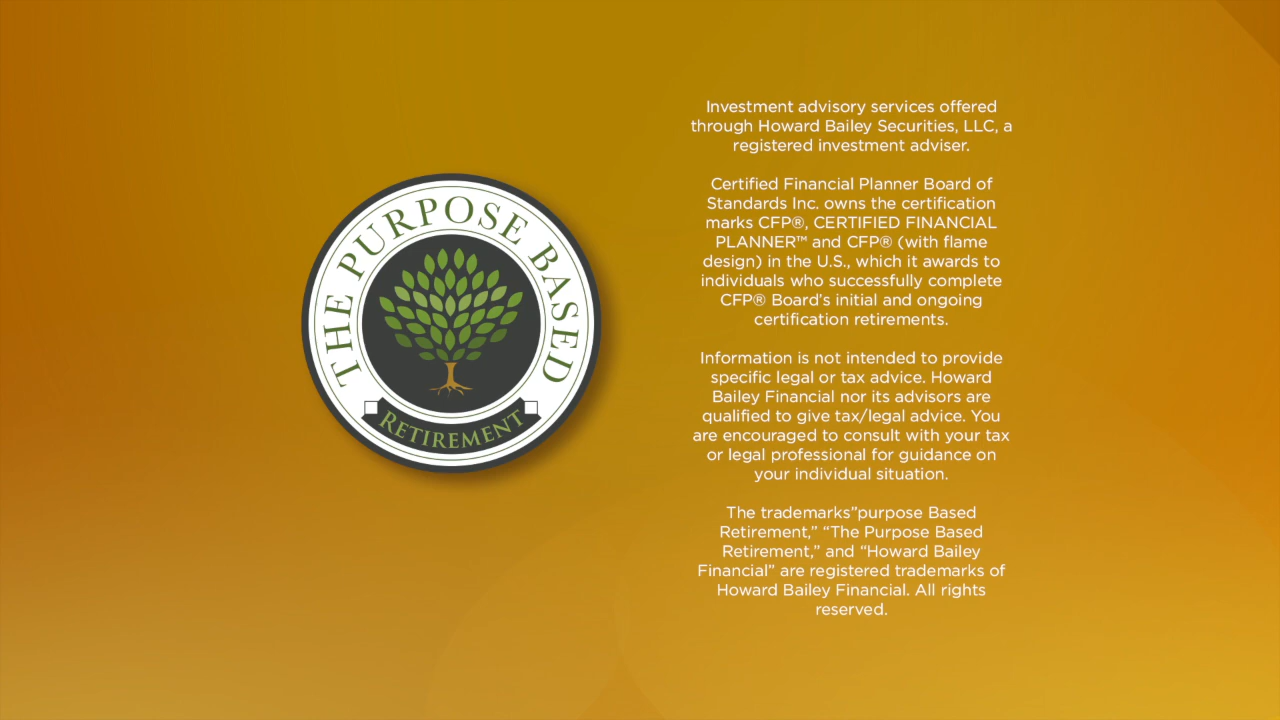 THE PURPOSE BASED
RETIREMENT
Investment advisory services offered
through Howard Bailey Securities, LLC, a
registered investment adviser.
Certified Financial Planner Board of
Standards Inc. owns the certification
marks CFP®, CERTIFIED FINANCIAL
PLANNER™ and CFP® (with flame
design) in the U.S., which it awards to
individuals who successfully complete
CFP® Board’s initial and ongoing
certification retirements.
Information is not intended to provide
specific legal or tax advice. Howard
Bailey Financial nor its advisors are
qualified to give tax/legal advice. You
are encouraged to consult with your tax
or legal professional for guidance on
your individual situation.
The trademarks”purpose Based
Retirement,” “The Purpose Based
Retirement,” and “Howard Bailey
Financial” are registered trademarks of
Howard Bailey Financial. All rights
reserved.